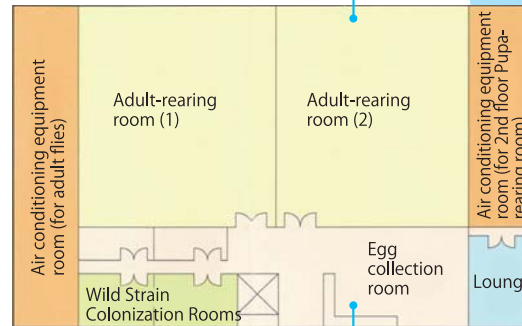 Air conditioning equipment
room (for adult flies)
Adult-rearing
room (1)
Adult-rearing
room (2)
Air conditioning equipment
room (for 2nd floor Pupa-
rearing room)
Egg
collection
room
Wild Strain
Colonization Rooms
Loung